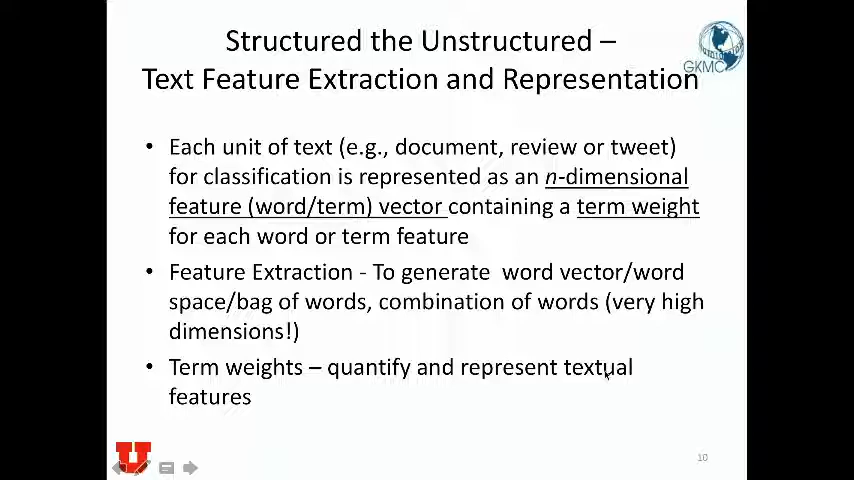 Structured the Unstructured –
Text Feature Extraction and Representation
GKMC
• Each unit of text (e.g., document, review or tweet)
for classification is represented as an n-dimensional
feature (word/term) vector containing a term weight
for each word or term feature
• Feature Extraction - To generate  word vector/word
space/bag of words, combination of words (very high
dimensions!)
• Term weights – quantify and represent textual
features
U
10